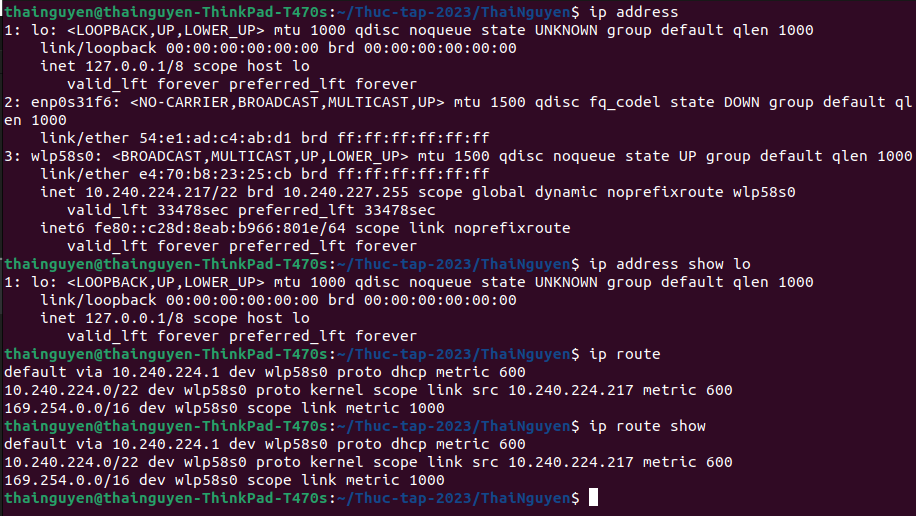 thainguyen@thainguyen-ThinkPad-T470s:~/Thuc-tap-2023/ThaiNguyen$ ip address
1: lo: <LOOPBACK,UP,LOWER_UP> mtu 1000 qdisc noqueue state UNKNOWN group default qlen 1000
    link/loopback 00:00:00:00:00:00 brd 00:00:00:00:00:00
    inet 127.0.0.1/8 scope host lo
       valid_lft forever preferred_lft forever
2: enp0s31f6: <NO-CARRIER,BROADCAST,MULTICAST,UP> mtu 1500 qdisc fq_codel state DOWN group default ql
en 1000
    link/ether 54:e1:ad:c4:ab:d1 brd ff:ff:ff:ff:ff:ff
3: wlp58s0: <BROADCAST,MULTICAST,UP,LOWER_UP> mtu 1500 qdisc noqueue state UP group default qlen 1000
    link/ether e4:70:b8:23:25:cb brd ff:ff:ff:ff:ff:ff
    inet 10.240.224.217/22 brd 10.240.227.255 scope global dynamic noprefixroute wlp58s0
       valid_lft 33478sec preferred_lft 33478sec
    inet6 fe80::c28d:8eab:b966:801e/64 scope link noprefixroute
       valid_lft forever preferred_lft forever
thainguyen@thainguyen-ThinkPad-T470s:~/Thuc-tap-2023/ThaiNguyen$ ip address show lo
1: lo: <LOOPBACK,UP,LOWER_UP> mtu 1000 qdisc noqueue state UNKNOWN group default qlen 1000
    link/loopback 00:00:00:00:00:00 brd 00:00:00:00:00:00
    inet 127.0.0.1/8 scope host lo
       valid_lft forever preferred_lft forever
thainguyen@thainguyen-ThinkPad-T470s:~/Thuc-tap-2023/ThaiNguyen$ ip route
default via 10.240.224.1 dev wlp58s0 proto dhcp metric 600
10.240.224.0/22 dev wlp58s0 proto kernel scope link src 10.240.224.217 metric 600
169.254.0.0/16 dev wlp58s0 scope link metric 1000
thainguyen@thainguyen-ThinkPad-T470s:~/Thuc-tap-2023/ThaiNguyen$ ip route show
default via 10.240.224.1 dev wlp58s0 proto dhcp metric 600
10.240.224.0/22 dev wlp58s0 proto kernel scope link src 10.240.224.217 metric 600
169.254.0.0/16 dev wlp58s0 scope link metric 1000
thainguyen@thainguyen-ThinkPad-T470s:~/Thuc-tap-2023/ThaiNguyen$